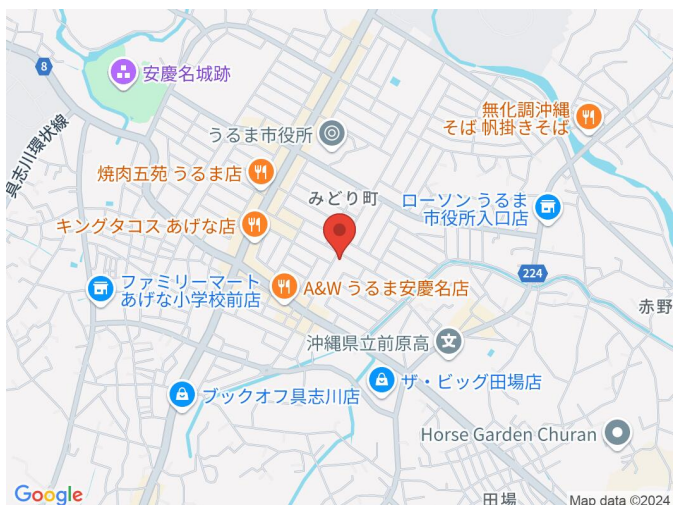 8
安慶名城跡
具志川環状線
うるま市役所
無化調沖縄
そば 帆掛きそば
焼肉五苑 うるま店
みどり町
ローソン うるま
市役所入口店
キングタコス あげな店
224
ファミリーマート
あげな小学校前店
A&W うるま安慶名店
赤野
沖縄県立前原高
文
ザ・ビッグ田場店
ブックオフ具志川店
Horse Garden Churan
田場
Google
Map data ©2024